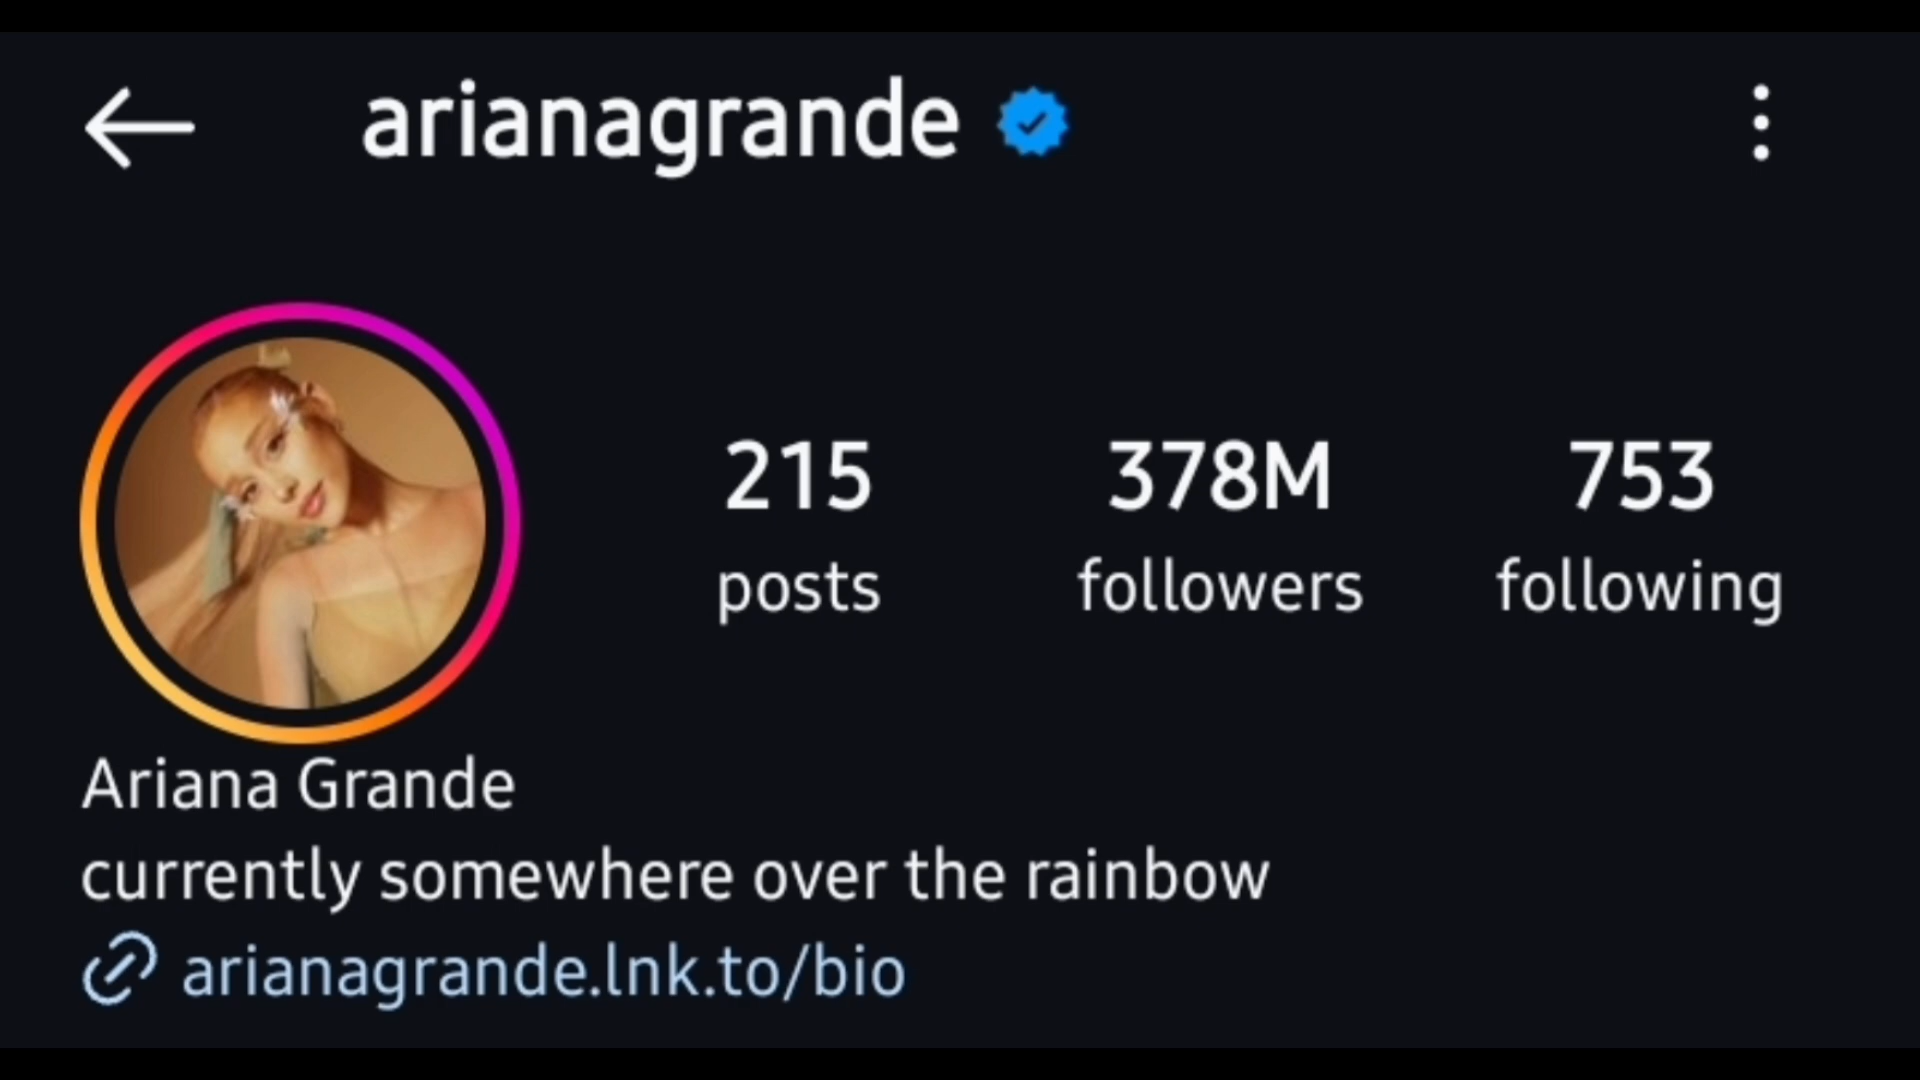 arianagrande
215 378M 753
posts followers following
Ariana Grande
currently somewhere over the rainbow
arianagrande.lnk.to/bio